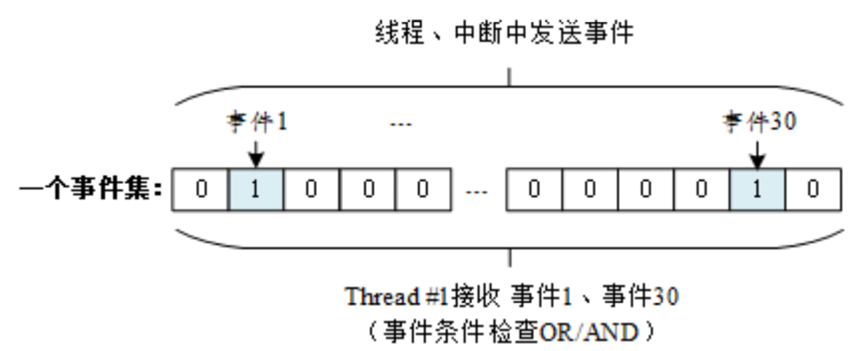 线程、中断中发送事件
事件1 --- 事件30
一个事件集: 0 1 0 0 0 --- 0 0 0 0 1 0
Thread #1接收 事件1、事件30
（事件条件检查OR/AND）